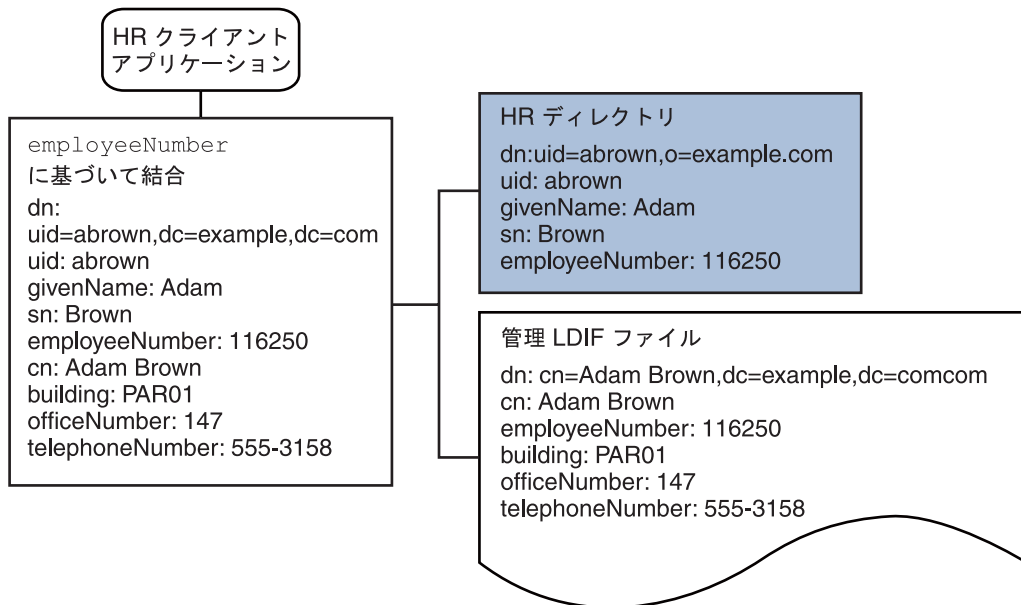 HR クライアント
アプリケーション
employeeNumber
に基づいて結合
dn:
uid=abrown,dc=example,dc=com
uid: abrown
givenName: Adam
sn: Brown
employeeNumber: 116250
cn: Adam Brown
building: PAR01
officeNumber: 147
telephoneNumber: 555-3158
HR ディレクトリ
dn:uid=abrown,o=example.com
uid: abrown
givenName: Adam
sn: Brown
employeeNumber: 116250
管理 LDIF ファイル
dn: cn=Adam Brown,dc=example,dc=comcom
cn: Adam Brown
employeeNumber: 116250
building: PAR01
officeNumber: 147
telephoneNumber: 555-3158